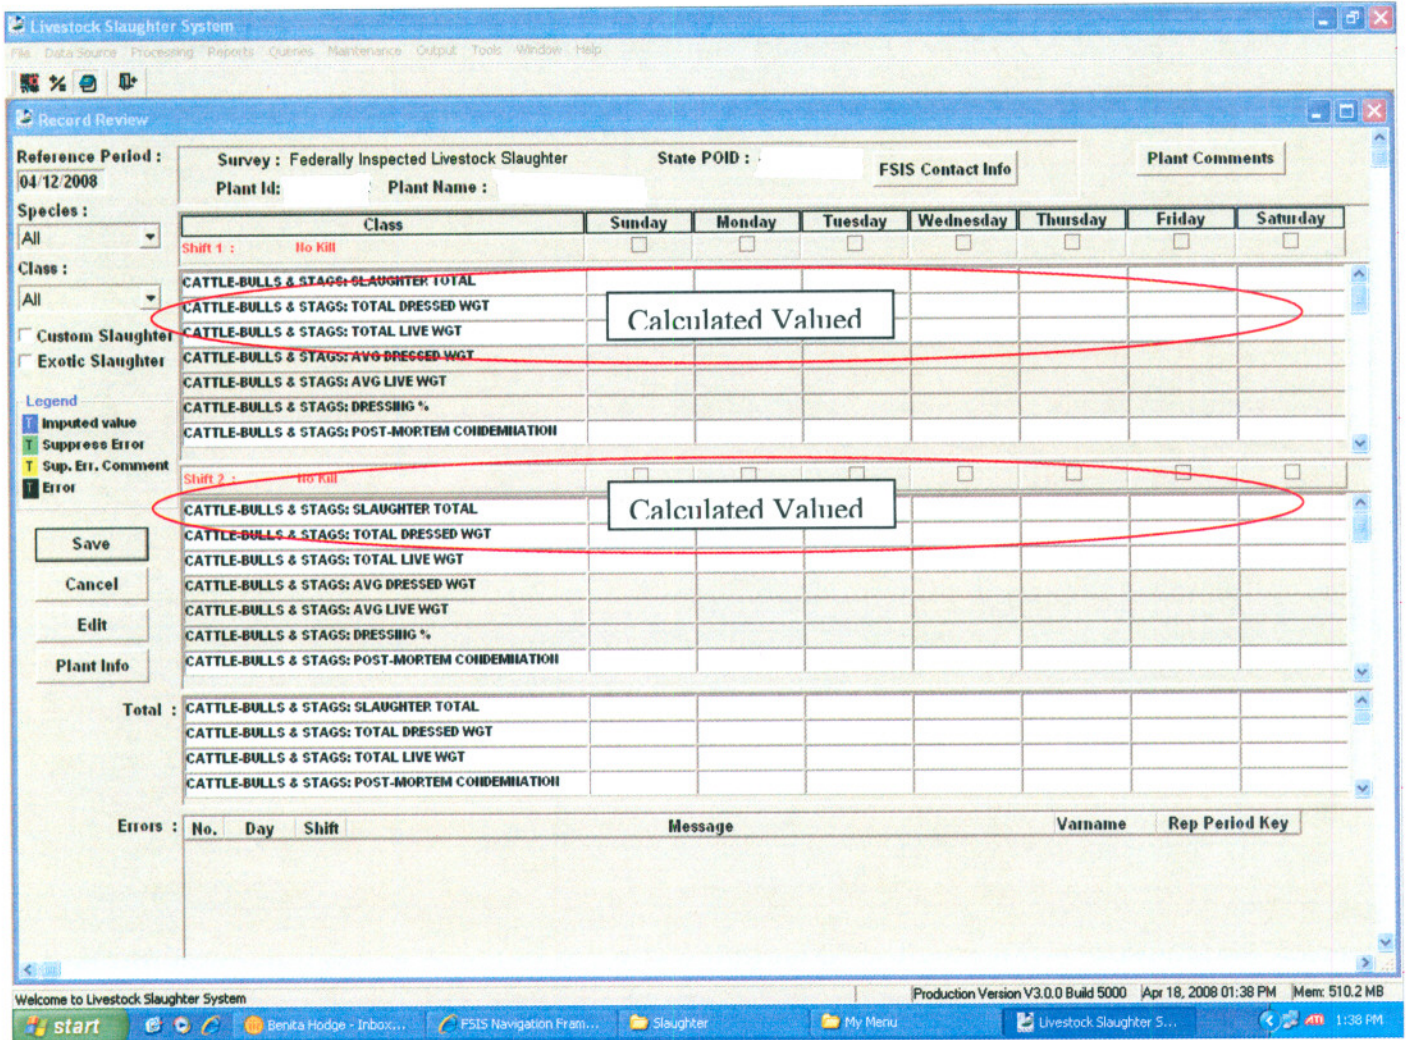 Livestock Slaughter System
File Data Source Processing Reports Queries Maintenance Output Tools Window Help
Record Review
Reference Period :
04/12/2008
Survey : Federally Inspected Livestock Slaughter State POID :
FSIS Contact Info
Plant Comments
Plant Id: Plant Name :
Species :
All
Class Sunday Monday Tuesday Wednesday Thursday Friday Saturday
Shift 1 : No Kill
Class :
All
Custom Slaughter
Exotic Slaughter
CATTLE-BULLS & STAGS: SLAUGHTER TOTAL
CATTLE-BULLS & STAGS: TOTAL DRESSED WGT
CATTLE-BULLS & STAGS: TOTAL LIVE WGT
CATTLE-BULLS & STAGS: AVG DRESSED WGT
CATTLE-BULLS & STAGS: AVG LIVE WGT
CATTLE-BULLS & STAGS: DRESSING %
CATTLE-BULLS & STAGS: POST-MORTEM CONDEMNATION
Calculated Valued
Legend
T Imputed value
T Suppress Error
T Sup. Err. Comment
T Error
Shift 2 : No Kill
CATTLE-BULLS & STAGS: SLAUGHTER TOTAL
CATTLE-BULLS & STAGS: TOTAL DRESSED WGT
CATTLE-BULLS & STAGS: TOTAL LIVE WGT
CATTLE-BULLS & STAGS: AVG DRESSED WGT
CATTLE-BULLS & STAGS: AVG LIVE WGT
CATTLE-BULLS & STAGS: DRESSING %
CATTLE-BULLS & STAGS: POST-MORTEM CONDEMNATION
Calculated Valued
Save
Cancel
Edit
Plant Info
Total :
CATTLE-BULLS & STAGS: SLAUGHTER TOTAL
CATTLE-BULLS & STAGS: TOTAL DRESSED WGT
CATTLE-BULLS & STAGS: TOTAL LIVE WGT
CATTLE-BULLS & STAGS: POST-MORTEM CONDEMNATION
Errors : No. Day Shift Message Varname Rep Period Key
Welcome to Livestock Slaughter System Production Version V3.0.0 Build 5000 Apr 18, 2008 01:38 PM Mem: 510.2 MB
start Benita Hodge - Inbox... FSIS Navigation Fram... Slaughter My Menu Livestock Slaughter S... ATI 1:38 PM